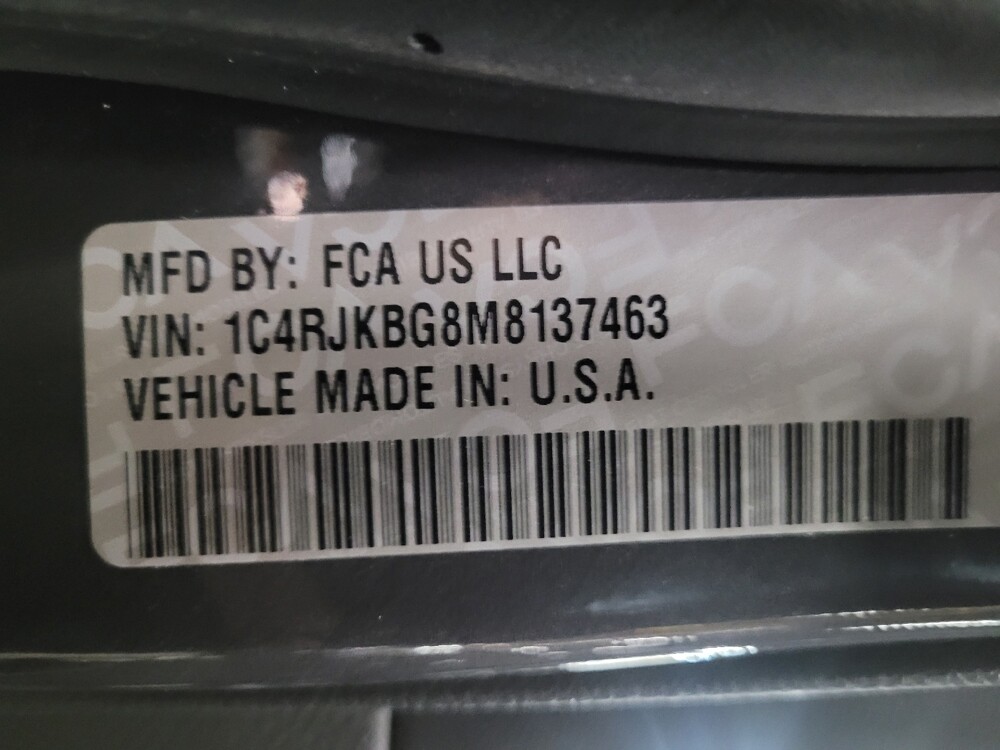 MFD BY: FCA US LLC
VIN: 1C4RJKBG8M8137463
VEHICLE MADE IN: U.S.A.